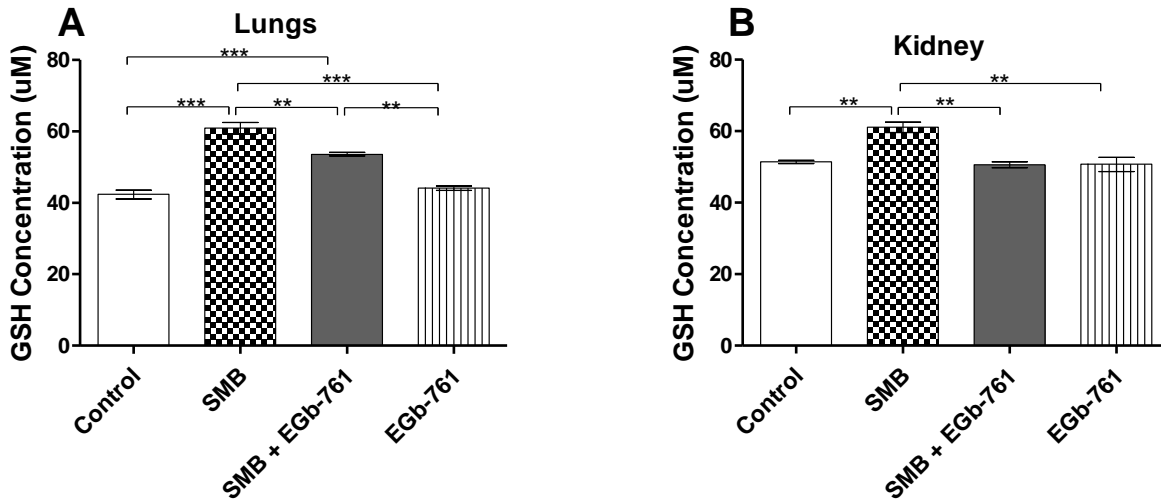 A
Lungs
GSH Concentration (uM)
80
60
40
20
0
***
***
***
**
**
Control
SMB
SMB + EGb-761
EGb-761
B
Kidney
GSH Concentration (uM)
80
60
40
20
0
**
**
**
Control
SMB
SMB + EGb-761
EGb-761